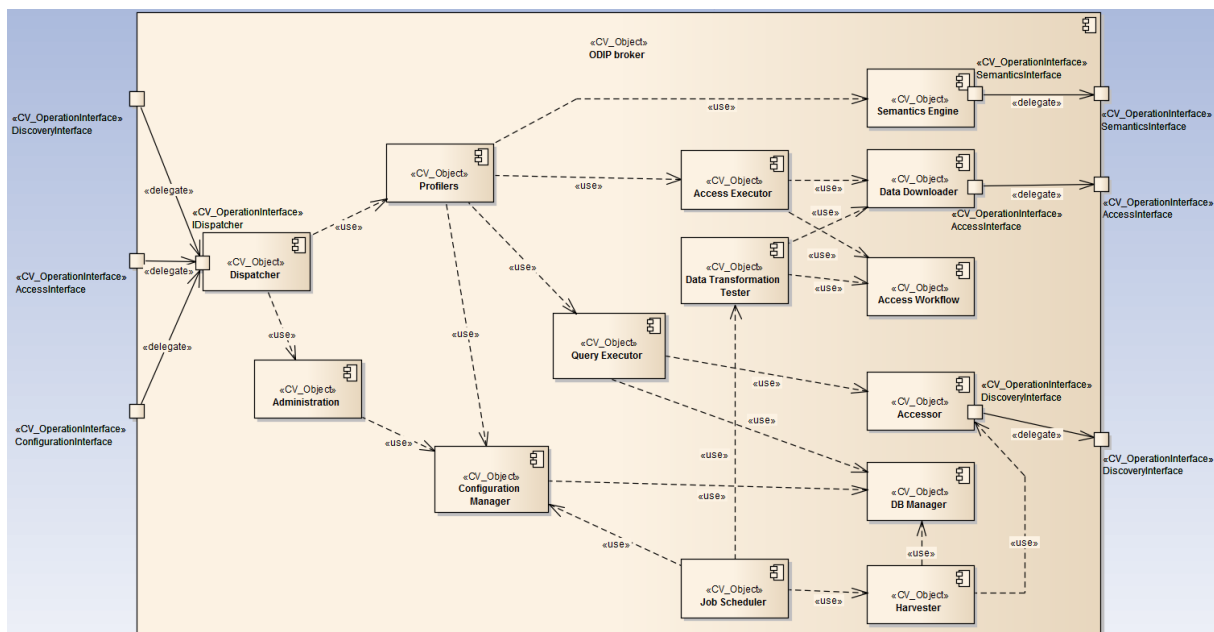 «CV_Object»
ODIP broker
«CV_OperationInterface»
DiscoveryInterface
«CV_OperationInterface»
AccessInterface
«CV_OperationInterface»
ConfigurationInterface
«delegate»
«delegate»
«delegate»
«CV_OperationInterface»
IDispatcher
«CV_Object»
Dispatcher
«use»
«use»
«CV_Object»
Administration
«use»
«CV_Object»
Profilers
«use»
«use»
«use»
«use»
«CV_Object»
Configuration
Manager
«use»
«CV_Object»
Query Executor
«use»
«use»
«CV_Object»
Access Executor
«use»
«use»
«CV_Object»
Data Transformation
Tester
«use»
«use»
«CV_Object»
Job Scheduler
«use»
«use»
«use»
«CV_Object»
Semantics Engine
«CV_OperationInterface»
SemanticsInterface
«delegate»
«CV_OperationInterface»
SemanticsInterface
«CV_Object»
Data Downloader
«CV_OperationInterface»
AccessInterface
«delegate»
«CV_OperationInterface»
AccessInterface
«CV_Object»
Access Workflow
«CV_Object»
Accessor
«CV_OperationInterface»
DiscoveryInterface
«delegate»
«CV_OperationInterface»
DiscoveryInterface
«CV_Object»
DB Manager
«use»
«use»
«CV_Object»
Harvester